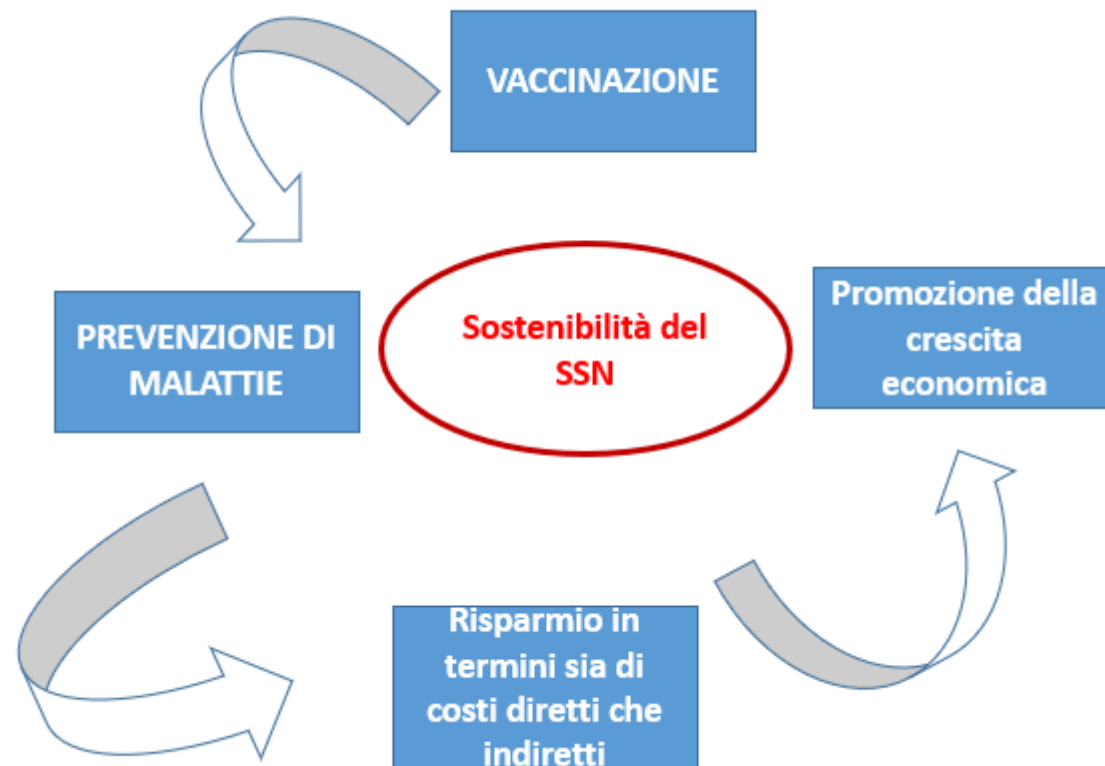 VACCINAZIONE
PREVENZIONE DI
MALATTIE
Sostenibilità del
SSN
Promozione della
crescita
economica
Risparmio in
termini sia di
costi diretti che
indiretti